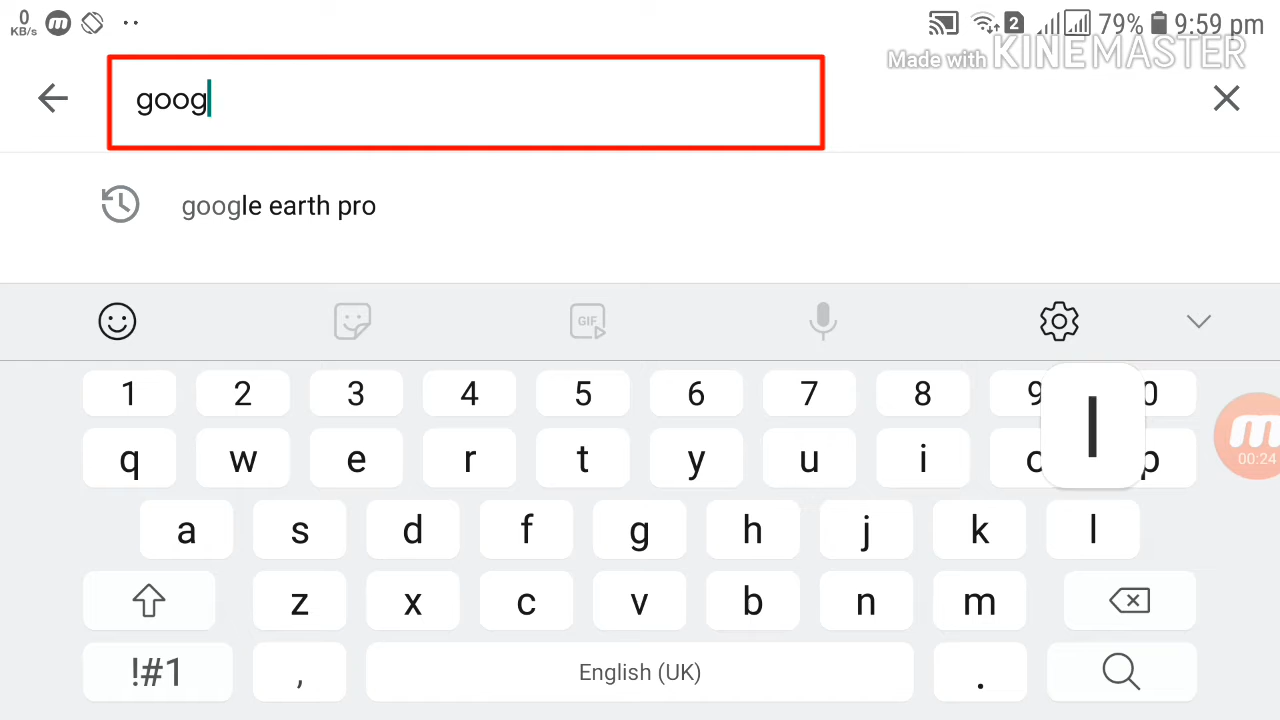 0
KB/s
2
79%
9:59 pm
Made with KINEMASTER
goog
google earth pro
GIF
1 2 3 4 5 6 7 8 9 0
l
q w e r t y u i o p
00:24
a s d f g h j k l
z x c v b n m
!#1 , English (UK) .